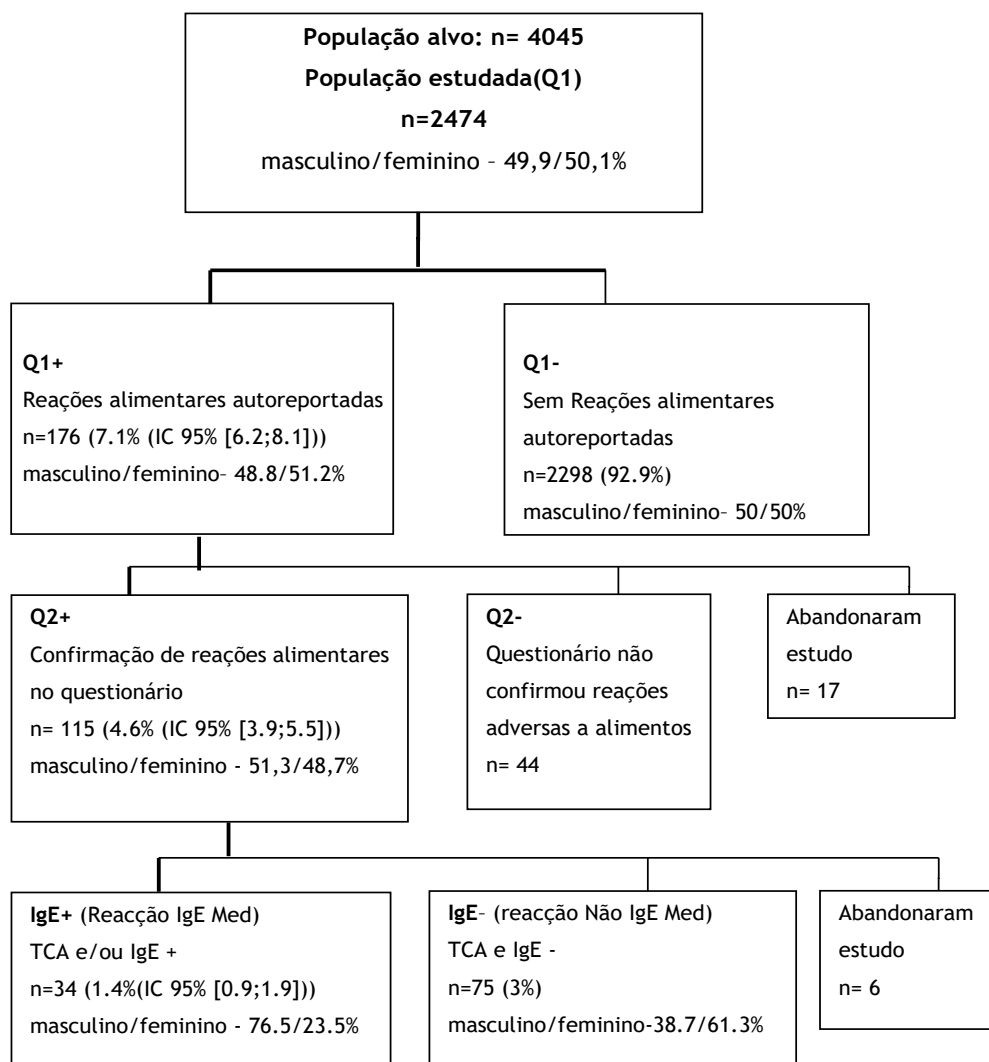 População alvo: n= 4045
População estudada(Q1)
n=2474
masculino/feminino – 49,9/50,1%
Q1+
Reações alimentares autoreportadas
n=176 (7.1% (IC 95% [6.2;8.1]))
masculino/feminino– 48.8/51.2%
Q1-
Sem Reações alimentares
autoreportadas
n=2298 (92.9%)
masculino/feminino– 50/50%
Q2+
Confirmação de reações alimentares
no questionário
n= 115 (4.6% (IC 95% [3.9;5.5]))
masculino/feminino - 51,3/48,7%
Q2-
Questionário não
confirmou reações
adversas a alimentos
n= 44
Abandonaram
estudo
n= 17
IgE+ (Reacção IgE Med)
TCA e/ou IgE +
n=34 (1.4%(IC 95% [0.9;1.9]))
masculino/feminino - 76.5/23.5%
IgE– (reacção Não IgE Med)
TCA e IgE -
n=75 (3%)
masculino/feminino-38.7/61.3%
Abandonaram
estudo
n= 6